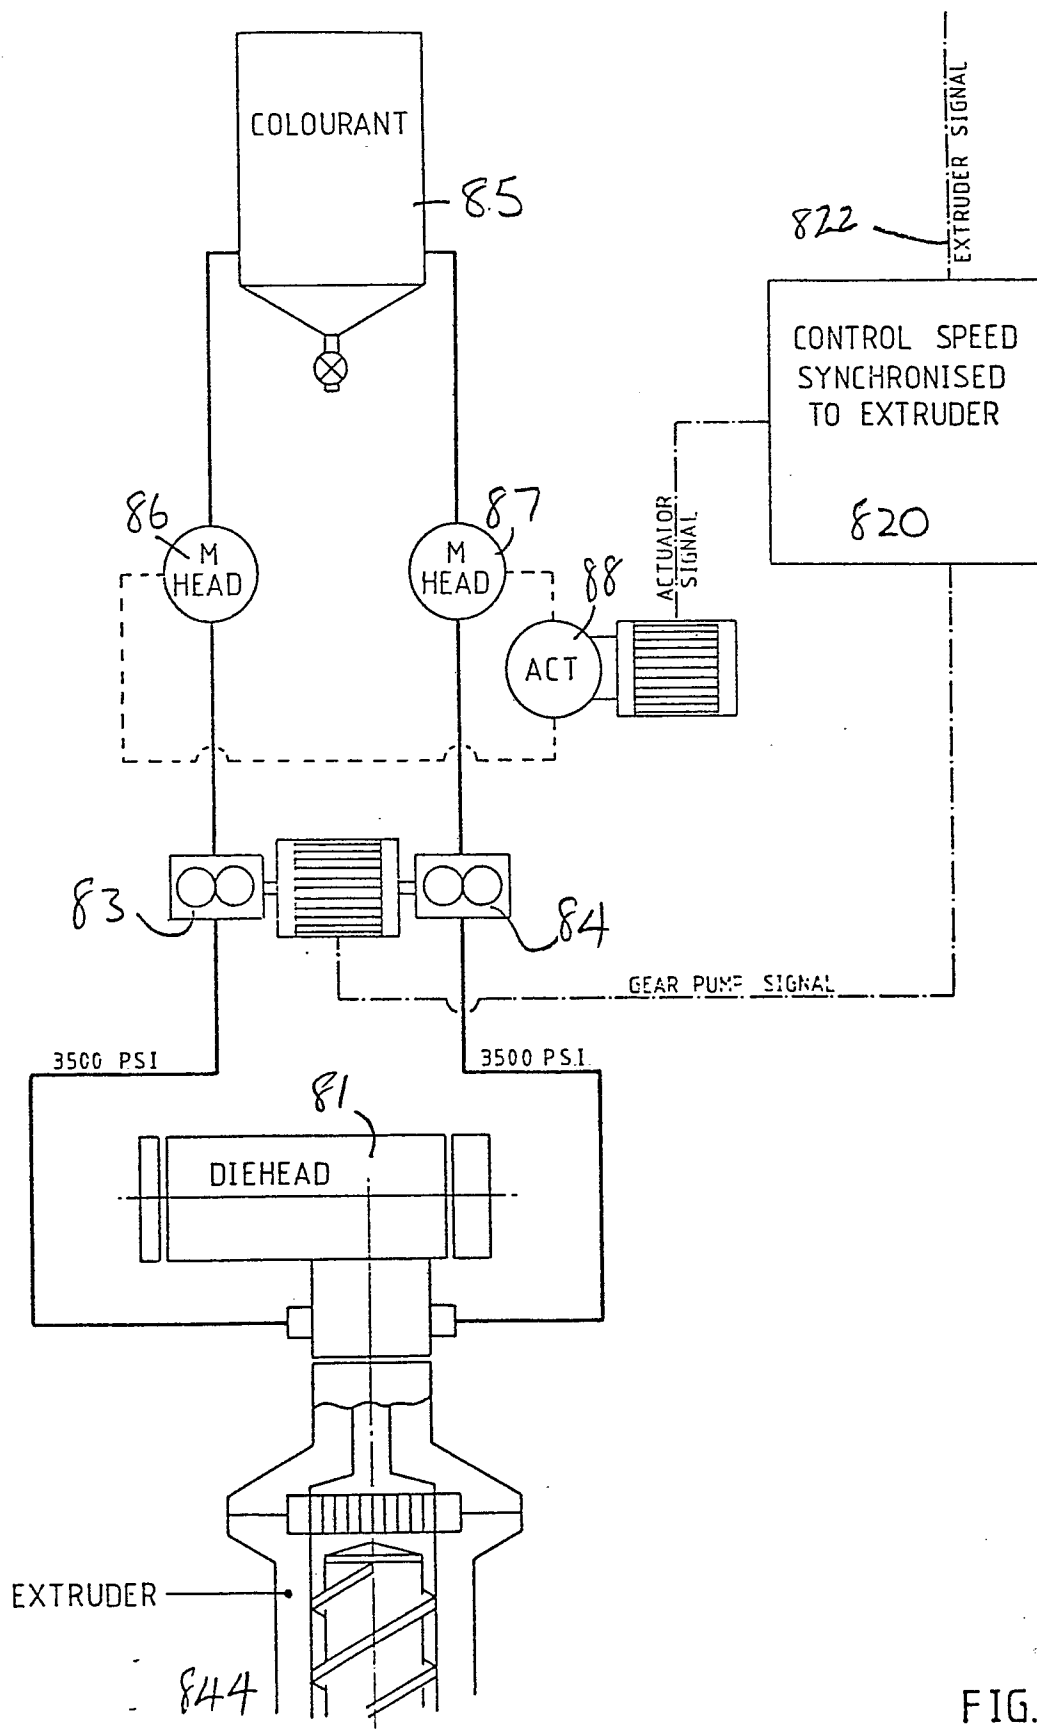 COLOURANT
85
EXTRUDER SIGNAL
822
CONTROL SPEED
SYNCHRONISED
TO EXTRUDER
820
86
M
HEAD
87
M
HEAD
ACTUATOR
SIGNAL
88
ACT
83
84
GEAR PUMP SIGNAL
3500 PSI
3500 P.S.I.
81
DIEHEAD
EXTRUDER
844
FIG.